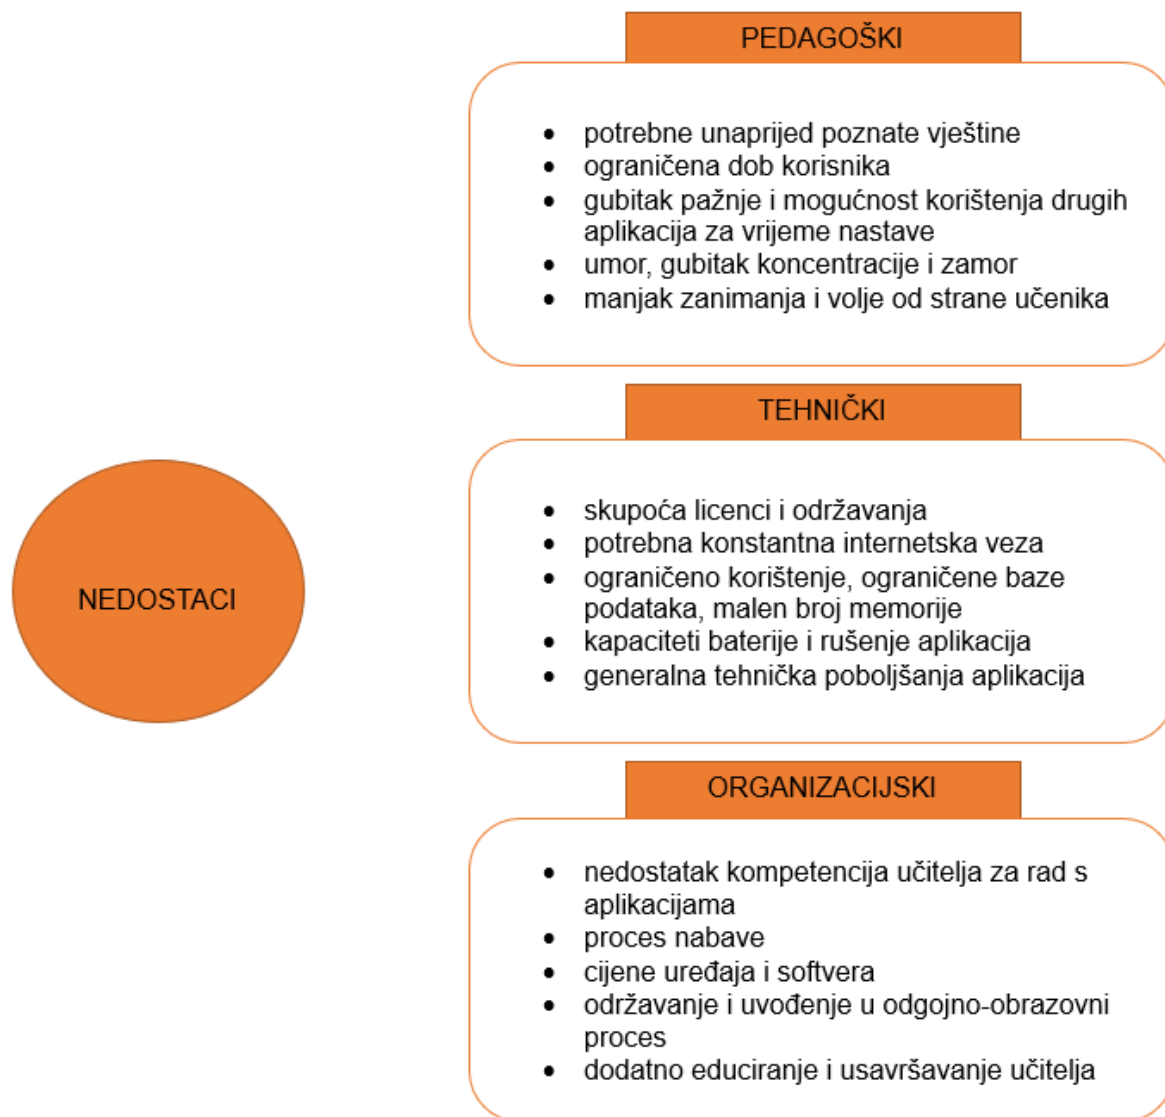 PEDAGOŠKI
potrebne unaprijed poznate vještine
ograničena dob korisnika
gubitak pažnje i mogućnost korištenja drugih
aplikacija za vrijeme nastave
umor, gubitak koncentracije i zamor
manjak zanimanja i volje od strane učenika
TEHNIČKI
skupoća licenci i održavanja
potrebna konstantna internetska veza
ograničeno korištenje, ograničene baze
podataka, malen broj memorije
kapaciteti baterije i rušenje aplikacija
generalna tehnička poboljšanja aplikacija
NEDOSTACI
ORGANIZACIJSKI
nedostatak kompetencija učitelja za rad s
aplikacijama
proces nabave
cijene uređaja i softvera
održavanje i uvođenje u odgojno-obrazovni
proces
dodatno educiranje i usavršavanje učitelja